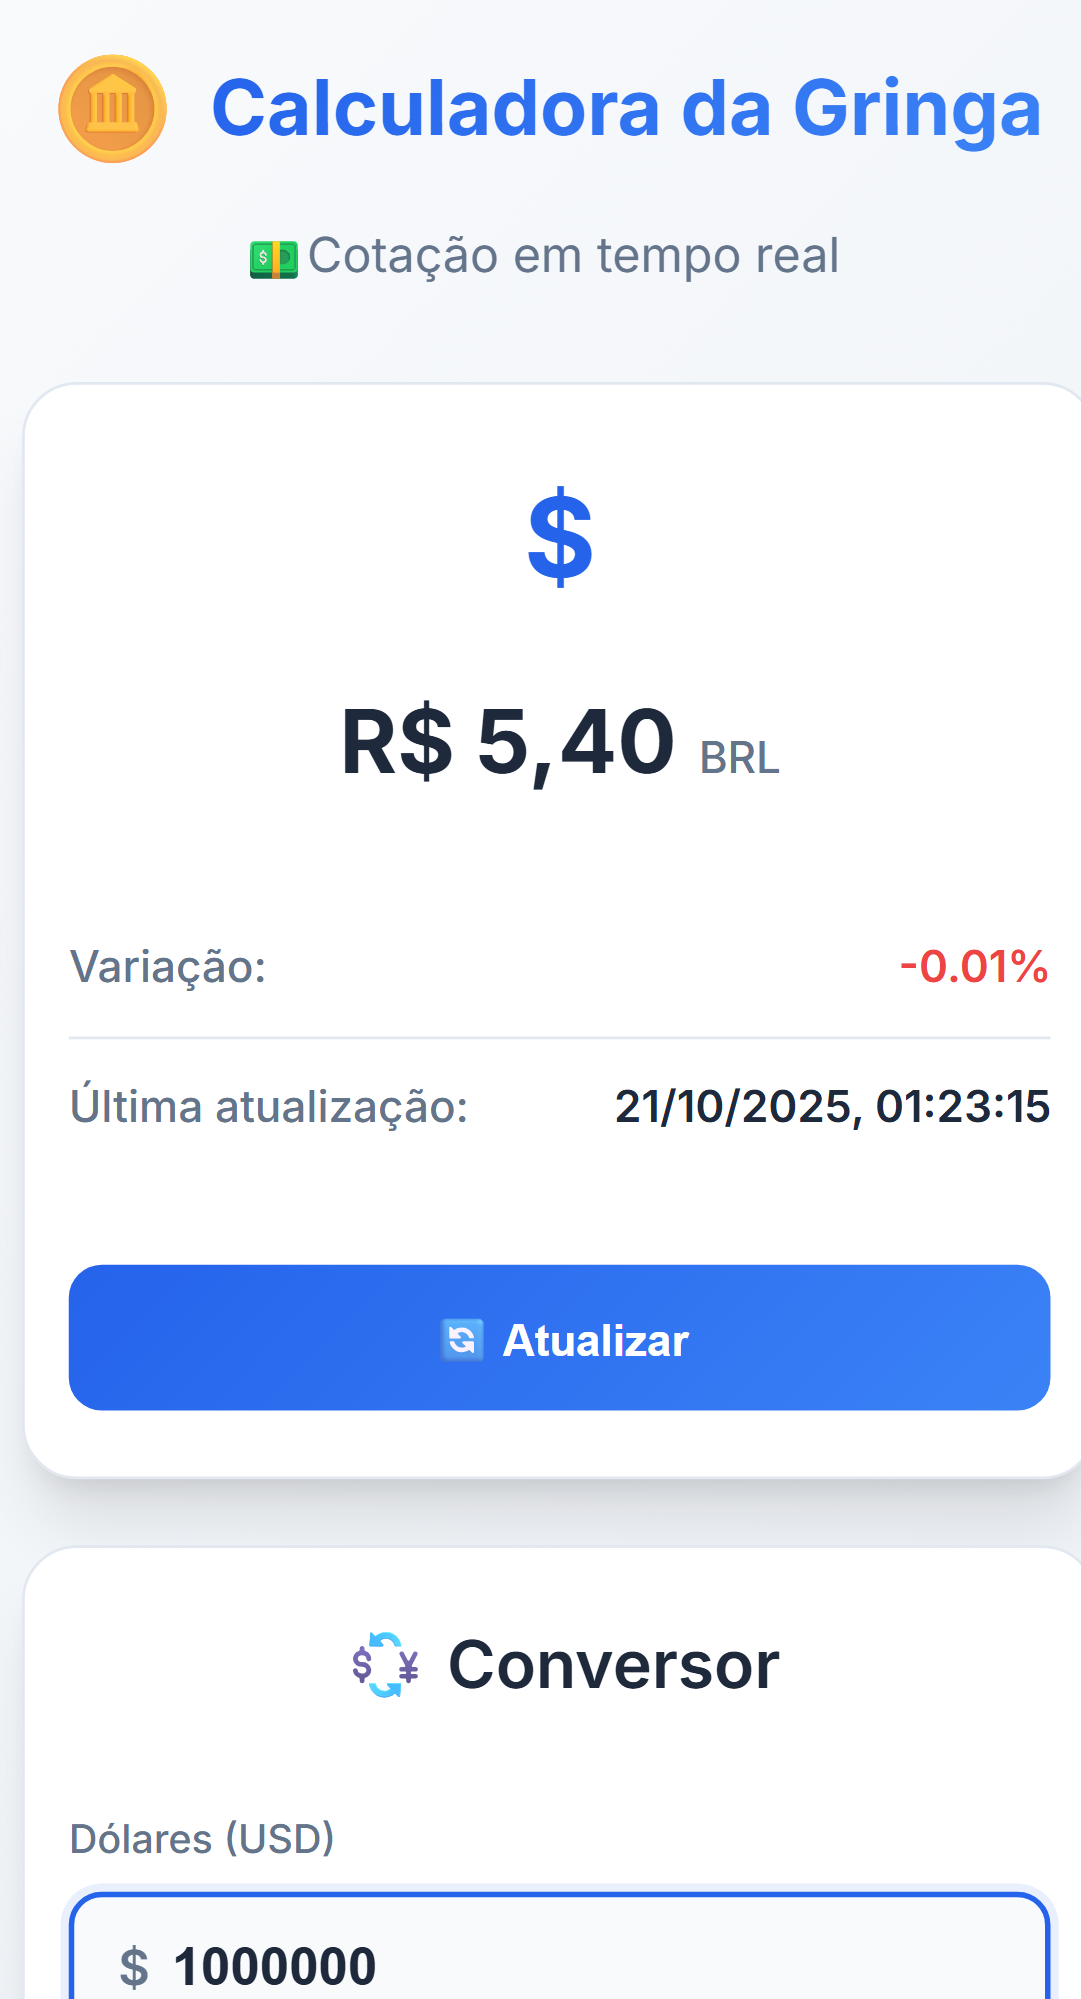 Calculadora da Gringa
Cotação em tempo real
$
R$ 5,40 BRL
Variação: -0.01%
Última atualização: 21/10/2025, 01:23:15
Atualizar
Conversor
Dólares (USD)
$ 1000000